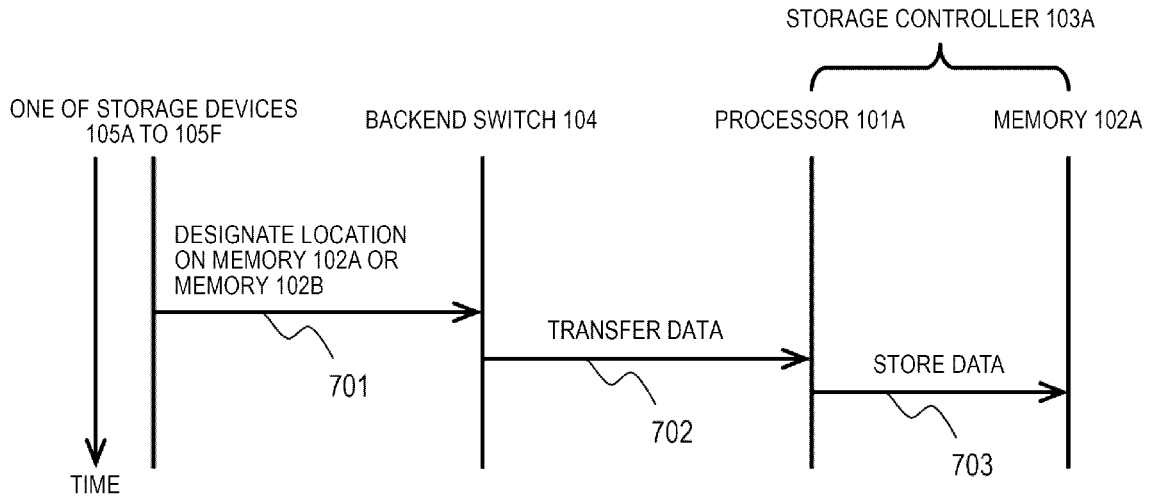 STORAGE CONTROLLER 103A
ONE OF STORAGE DEVICES
105A TO 105F
BACKEND SWITCH 104
PROCESSOR 101A
MEMORY 102A
DESIGNATE LOCATION
ON MEMORY 102A OR
MEMORY 102B
701
TRANSFER DATA
702
STORE DATA
703
TIME